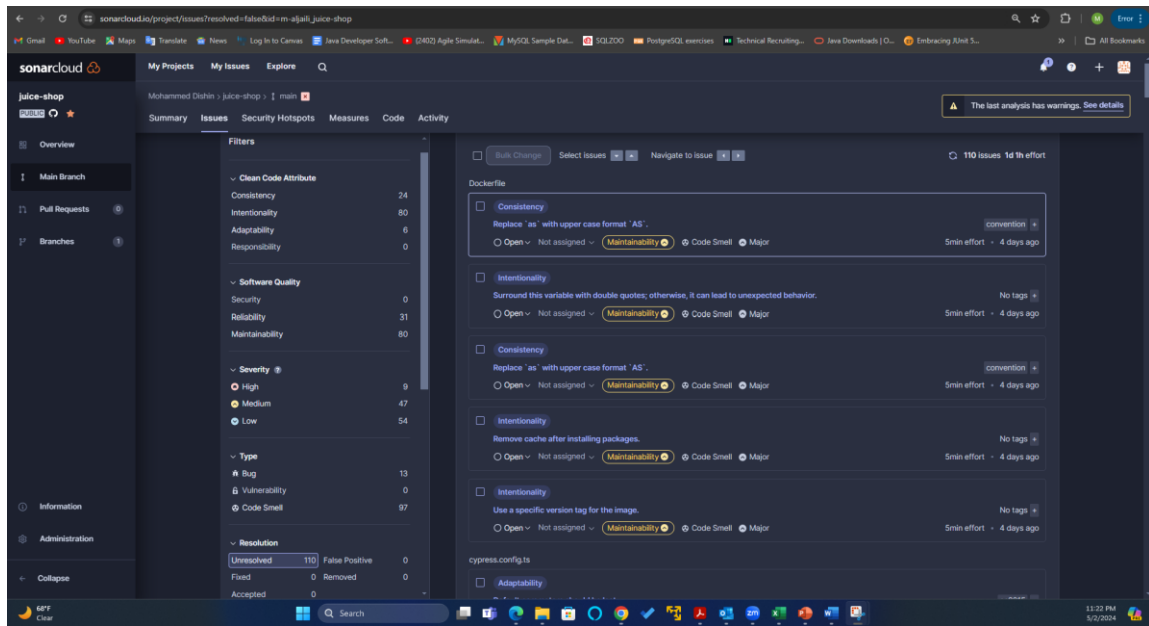 sonarcloud.io/project/issues?resolved=false&id=m-aljaili_juice-shop
M
Error
Gmail YouTube Maps Translate News Log In to Canvas Java Developer Soft... (2402) Agile Simulat... MySQL Sample Dat... SQLZOO PostgreSQL exercises Technical Recruiting... Java Downloads | O... Embracing JUnit 5... » All Bookmarks
sonarcloud My Projects My Issues Explore
juice-shop
PUBLIC
Overview
Main Branch
Pull Requests 0
Branches 1
Information
Administration
Collapse
Mohammed Dishin > juice-shop > main
Summary Issues Security Hotspots Measures Code Activity
The last analysis has warnings. See details
Filters
Clean Code Attribute
Consistency 24
Intentionality 80
Adaptability 6
Responsibility 0
Software Quality
Security 0
Reliability 31
Maintainability 80
Severity
High 9
Medium 47
Low 54
Type
Bug 13
Vulnerability 0
Code Smell 97
Resolution
Unresolved 110 False Positive 0
Fixed 0 Removed 0
Accepted 0
Bulk Change Select issues Navigate to issue 110 issues 1d 1h effort
Dockerfile
Consistency
Replace `as` with upper case format `AS`. convention +
Open Not assigned Maintainability Code Smell Major 5min effort • 4 days ago
Intentionality
Surround this variable with double quotes; otherwise, it can lead to unexpected behavior. No tags +
Open Not assigned Maintainability Code Smell Major 5min effort • 4 days ago
Consistency
Replace `as` with upper case format `AS`. convention +
Open Not assigned Maintainability Code Smell Major 5min effort • 4 days ago
Intentionality
Remove cache after installing packages. No tags +
Open Not assigned Maintainability Code Smell Major 5min effort • 4 days ago
Intentionality
Use a specific version tag for the image. No tags +
Open Not assigned Maintainability Code Smell Major 5min effort • 4 days ago
cypress.config.ts
Adaptability
68°F
Clear
Search
zm
11:22 PM
5/2/2024